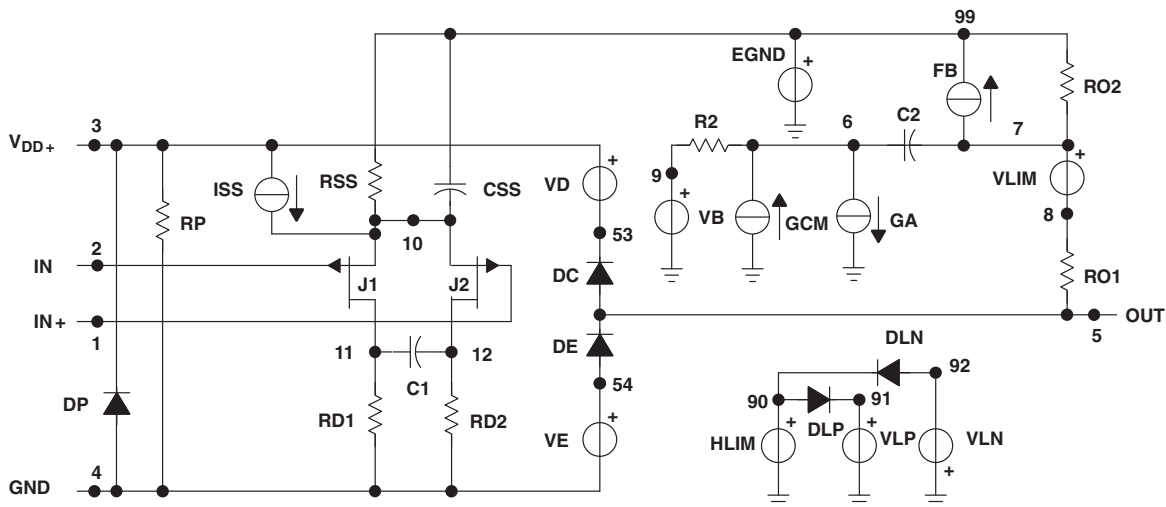 99
EGND
+
FB
RO2
3
VDD+
R2
6
C2
7
+
VLIM
ISS
RSS
CSS
+
VD
9
+
VB
GCM
GA
8
RP
10
53
2
IN
J1
J2
DC
RO1
IN+
1
OUT
5
11
12
DE
DLN
92
C1
54
90
91
DP
RD1
RD2
+
VE
DLP
HLIM
+
VLP
+
VLN
+
4
GND